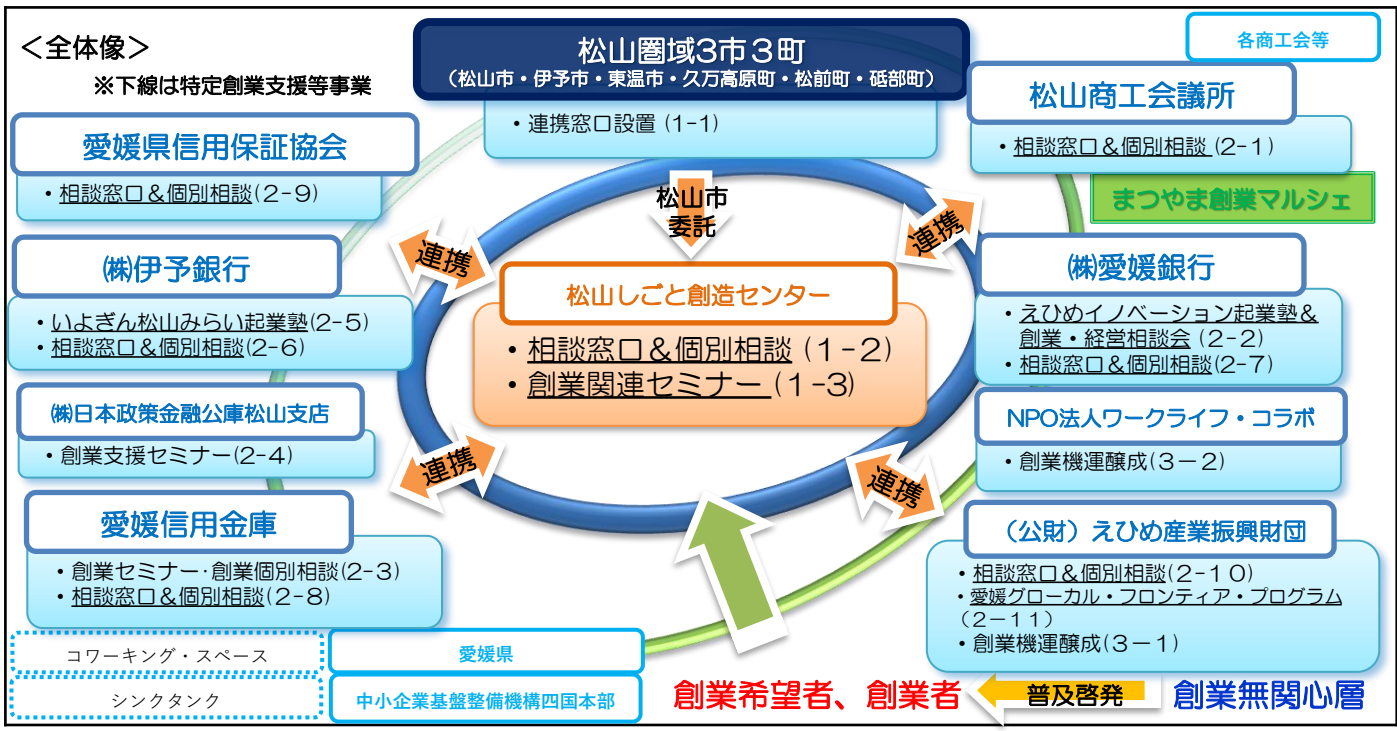 ＜全体像＞
※下線は特定創業支援等事業
松山圏域3市３町
（松山市・伊予市・東温市・久万高原町・松前町・砥部町）
・連携窓口設置 (1-1)
各商工会等
松山商工会議所
・相談窓口＆個別相談 (2-1)
まつやま創業マルシェ
愛媛県信用保証協会
・相談窓口＆個別相談(2-9)
㈱伊予銀行
・いよぎん松山みらい起業塾(2-5)
・相談窓口＆個別相談(2-6)
㈱日本政策金融公庫松山支店
・創業支援セミナー(2-4)
愛媛信用金庫
・創業セミナー･創業個別相談(2-3)
・相談窓口＆個別相談(2-8)
松山市
委託
連携
連携
連携
連携
松山しごと創造センター
・相談窓口＆個別相談 (１-２)
・創業関連セミナー (１-３)
㈱愛媛銀行
・えひめイノベーション起業塾＆
創業・経営相談会 (2-2)
・相談窓口＆個別相談(2-7)
NPO法人ワークライフ・コラボ
・創業機運醸成(３－２)
（公財）えひめ産業振興財団
・相談窓口＆個別相談(２-１０)
・愛媛グローカル・フロンティア・プログラム
（２－１１）
・創業機運醸成(３－１)
コワーキング・スペース
愛媛県
シンクタンク
中小企業基盤整備機構四国本部
創業希望者、創業者
普及啓発
創業無関心層